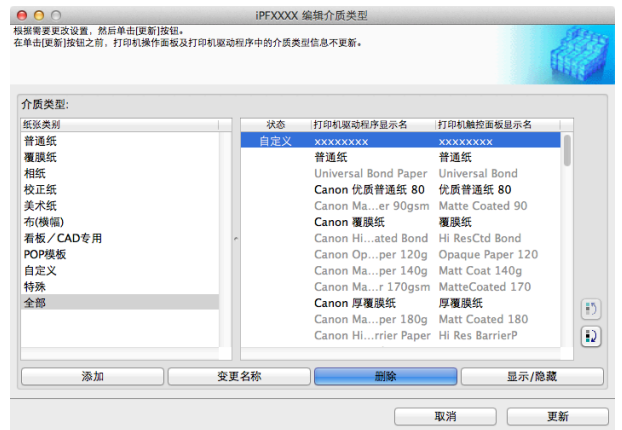 iPFXXXX 编辑介质类型
根据需要更改设置，然后单击[更新]按钮。
在单击[更新]按钮之前，打印机操作面板及打印机驱动程序中的介质类型信息不更新。
介质类型:
纸张类别
普通纸
覆膜纸
相纸
校正纸
美术纸
布(横幅)
看板／CAD专用
POP模板
自定义
特殊
全部
状态 打印机驱动程序显示名 打印机触控面板显示名
自定义 xxxxxxxx xxxxxxxx
普通纸 普通纸
Universal Bond Paper Universal Bond
Canon 优质普通纸 80 优质普通纸 80
Canon Ma...er 90gsm Matte Coated 90
Canon 覆膜纸 覆膜纸
Canon Hi...ated Bond Hi ResCtd Bond
Canon Op...per 120g Opaque Paper 120
Canon Ma...per 140g Matt Coat 140g
Canon Ma...r 170gsm MatteCoated 170
Canon 厚覆膜纸 厚覆膜纸
Canon Ma...per 180g Matt Coated 180
Canon Hi...rrier Paper Hi Res BarrierP
添加 变更名称 删除 显示/隐藏
取消 更新